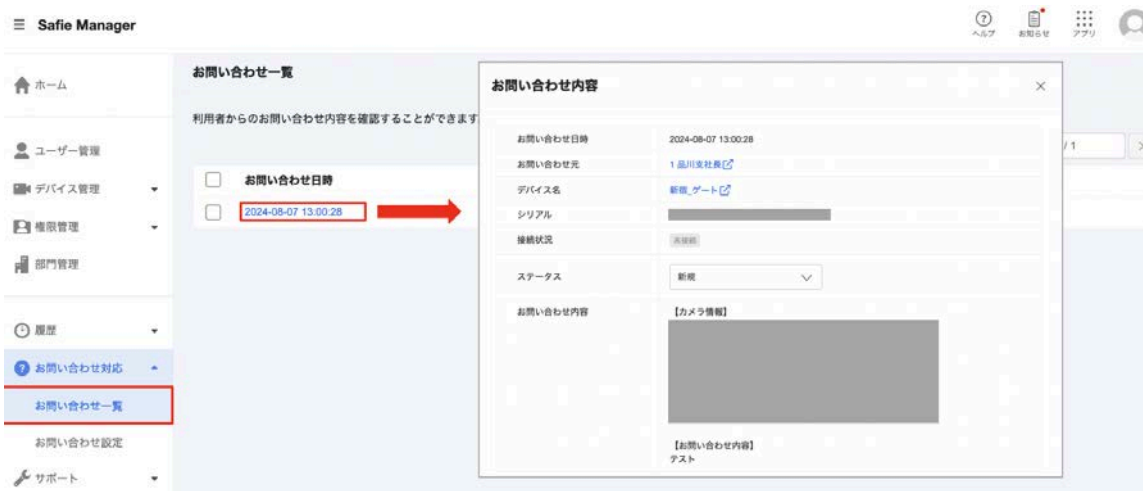 Safie Manager
ヘルプ
お知らせ
アプリ
ホーム
ユーザー管理
デバイス管理
権限管理
部門管理
履歴
お問い合わせ対応
お問い合わせ一覧
お問い合わせ設定
サポート
お問い合わせ一覧
利用者からのお問い合わせ内容を確認することができます
/ 1
お問い合わせ日時
2024-08-07 13:00:28
お問い合わせ内容
お問い合わせ日時 2024-08-07 13:00:28
お問い合わせ元 1 品川支社長
デバイス名 新宿_ゲート
シリアル
接続状況 未接続
ステータス 新規
お問い合わせ内容 【カメラ情報】
【お問い合わせ内容】
テスト